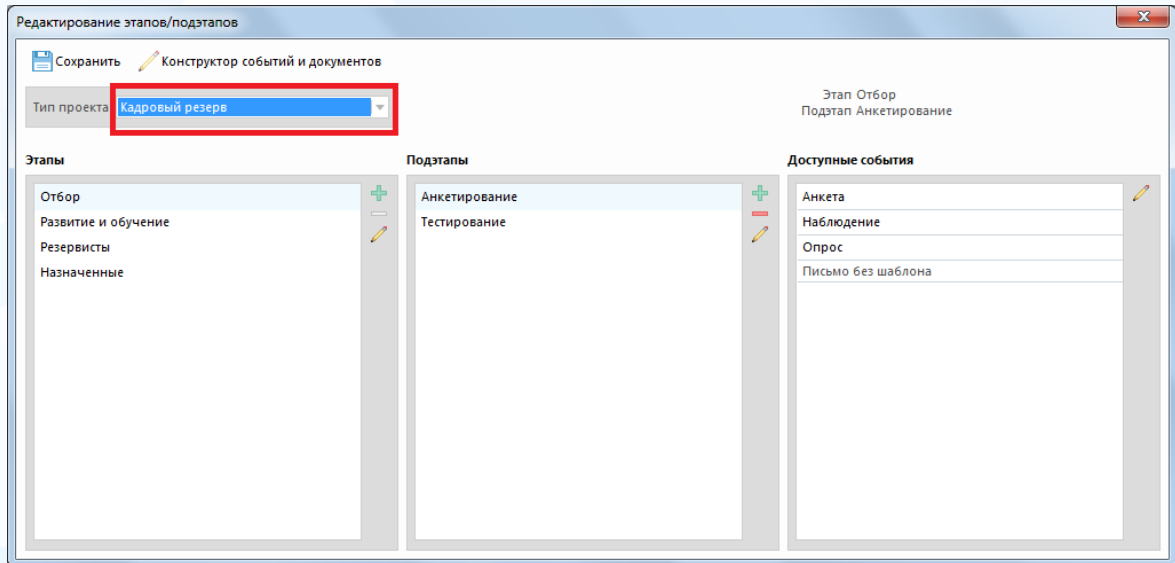 Редактирование этапов/подэтапов
Сохранить Конструктор событий и документов
Тип проекта Кадровый резерв
Этап Отбор
Подэтап Анкетирование
Этапы
Отбор
Развитие и обучение
Резервисты
Назначенные
Подэтапы
Анкетирование
Тестирование
Доступные события
Анкета
Наблюдение
Опрос
Письмо без шаблона